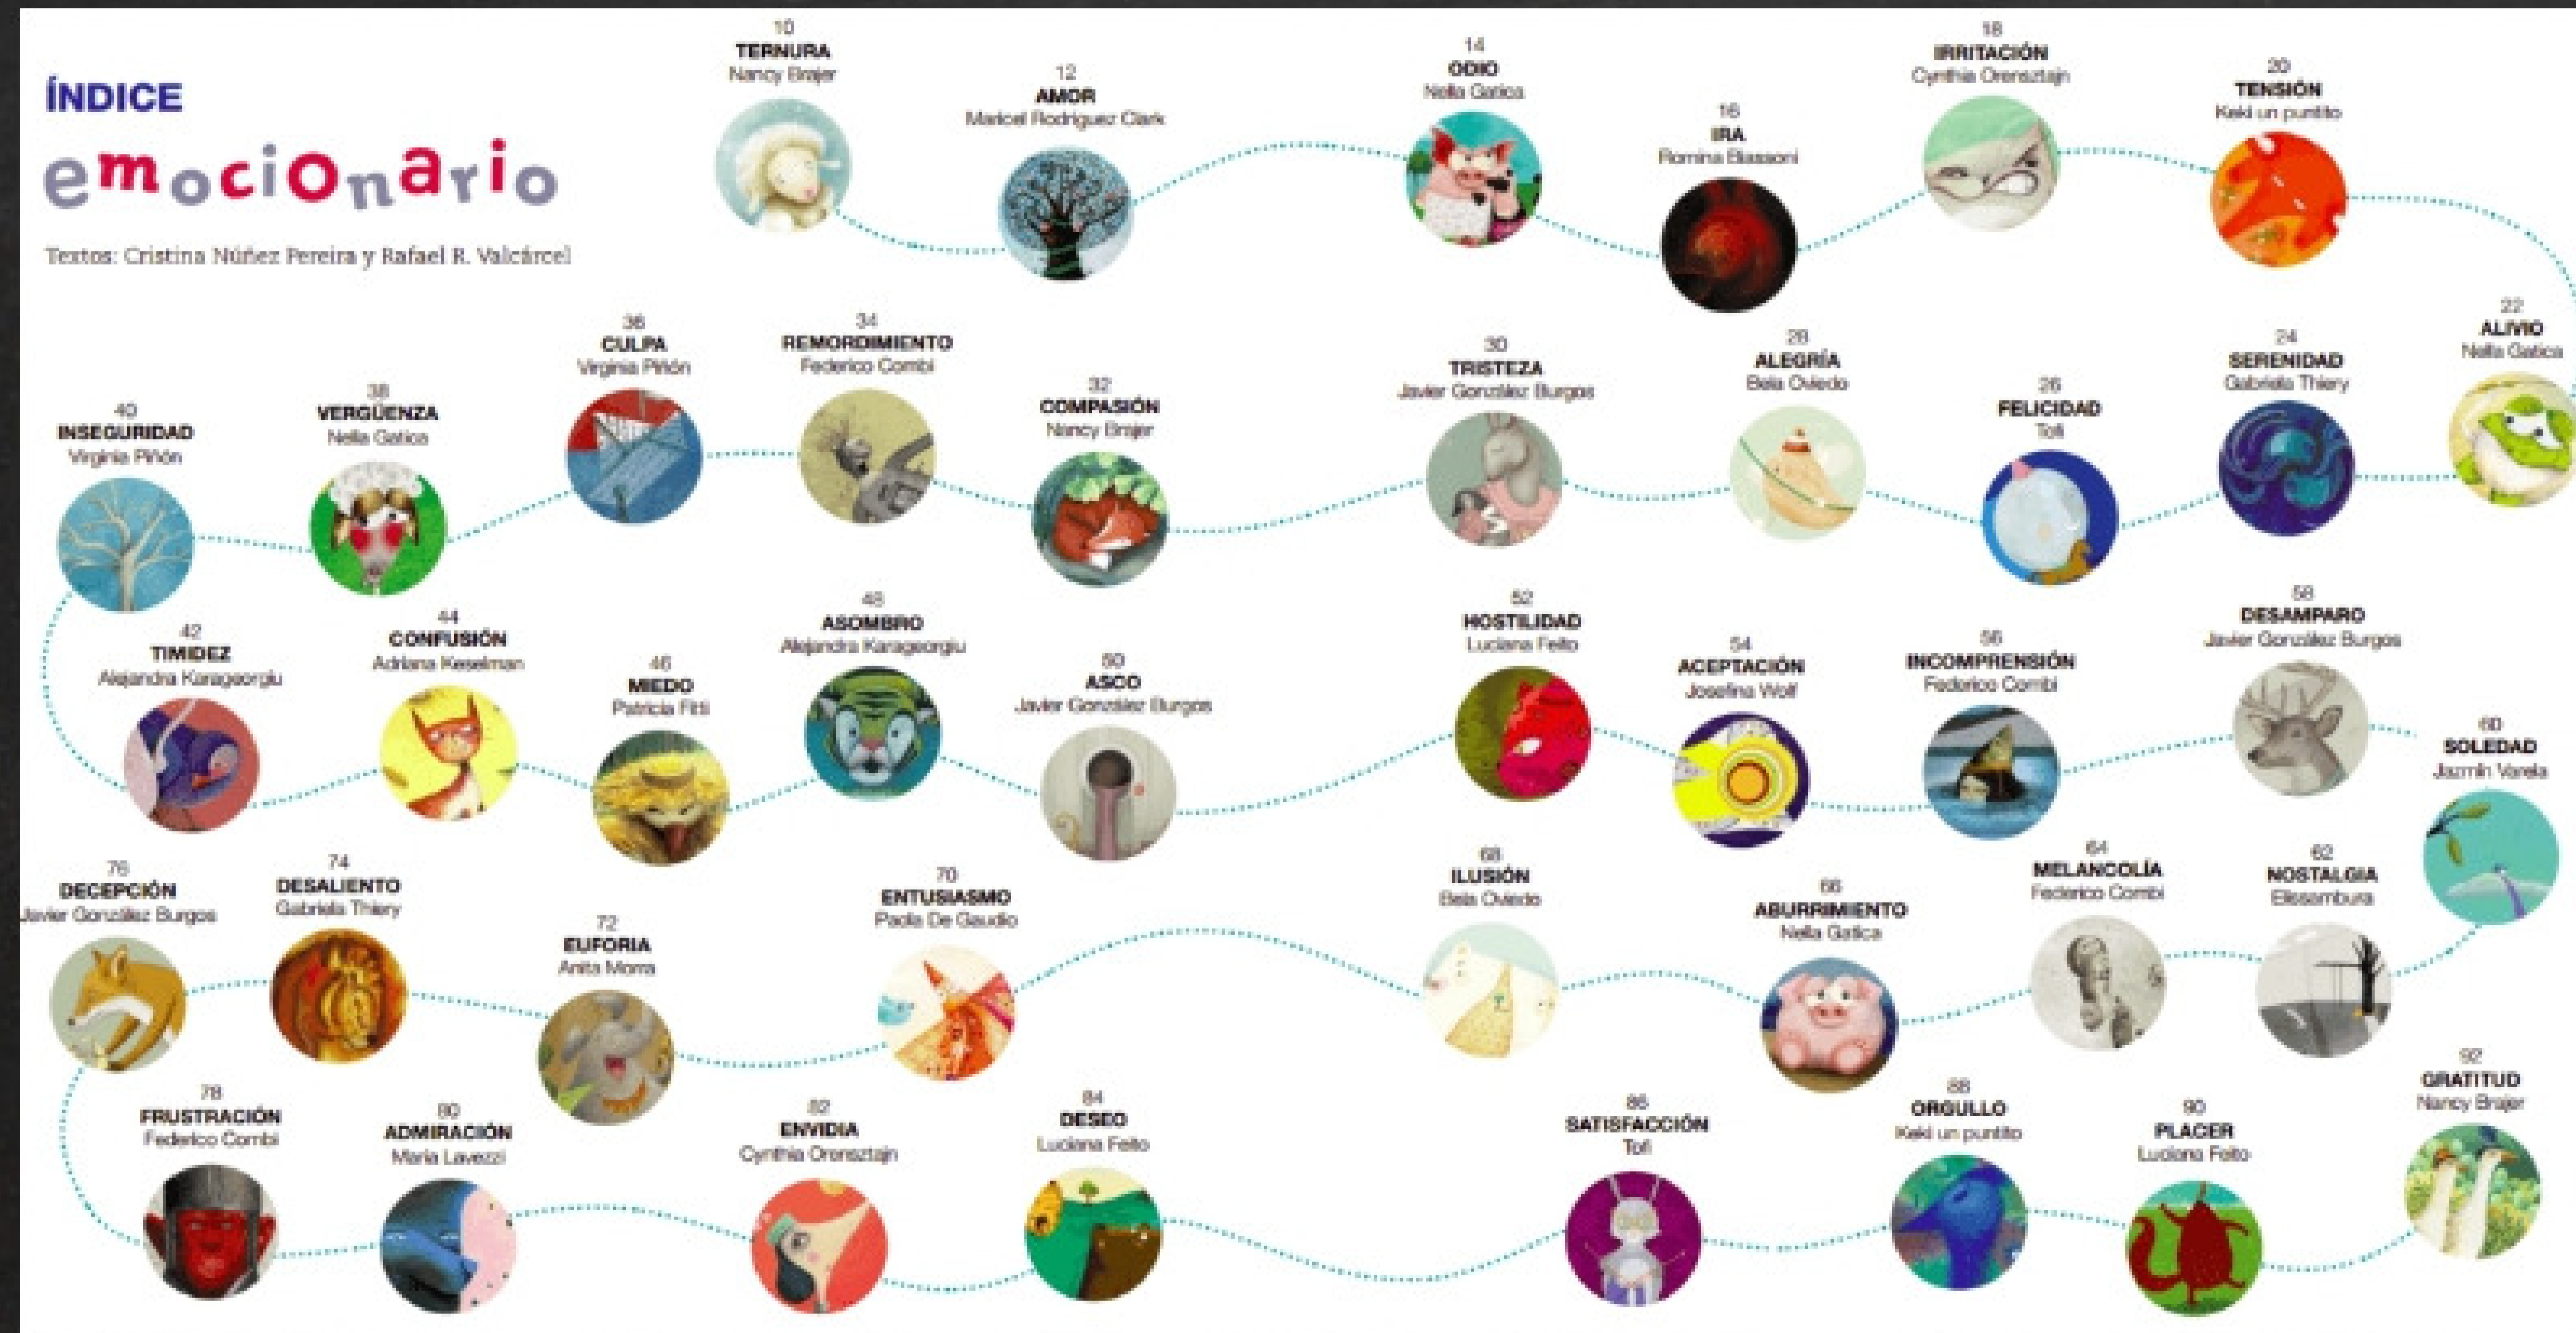 ÍNDICE
emocionario
Textos: Cristina Núñez Pereira y Rafael R. Valcárcel
10
TERNURA
Nancy Brajer
12
AMOR
Maricel Rodríguez Clark
14
ODIO
Nella Gatica
16
IRA
Romina Biassoni
18
IRRITACIÓN
Cynthia Orensztajn
20
TENSIÓN
Keki un puntito
22
ALIVIO
Nella Gatica
24
SERENIDAD
Gabriela Thiery
26
FELICIDAD
Tofi
28
ALEGRÍA
Bela Oviedo
30
TRISTEZA
Javier González Burgos
32
COMPASIÓN
Nancy Brajer
34
REMORDIMIENTO
Federico Combi
36
CULPA
Virginia Piñón
38
VERGÜENZA
Nella Gatica
40
INSEGURIDAD
Virginia Piñón
42
TIMIDEZ
Alejandra Karageorgiu
44
CONFUSIÓN
Adriana Keselman
46
MIEDO
Patricia Fitti
48
ASOMBRO
Alejandra Karageorgiu
50
ASCO
Javier González Burgos
52
HOSTILIDAD
Luciana Feito
54
ACEPTACIÓN
Josefina Wolf
56
INCOMPRENSIÓN
Federico Combi
58
DESAMPARO
Javier González Burgos
60
SOLEDAD
Jazmín Varela
62
NOSTALGIA
Elissambura
64
MELANCOLÍA
Federico Combi
66
ABURRIMIENTO
Nella Gatica
68
ILUSIÓN
Bela Oviedo
70
ENTUSIASMO
Paola De Gaudio
72
EUFORIA
Anita Morra
74
DESALIENTO
Gabriela Thiery
76
DECEPCIÓN
Javier González Burgos
78
FRUSTRACIÓN
Federico Combi
80
ADMIRACIÓN
María Lavezzi
82
ENVIDIA
Cynthia Orensztajn
84
DESEO
Luciana Feito
86
SATISFACCIÓN
Tofi
88
ORGULLO
Keki un puntito
90
PLACER
Luciana Feito
92
GRATITUD
Nancy Brajer